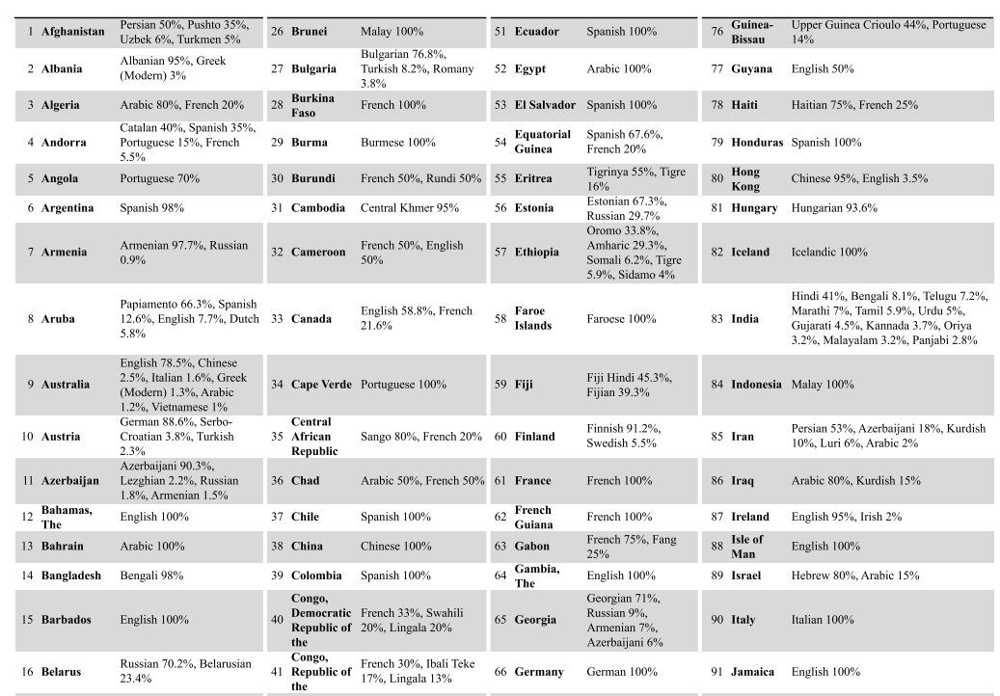 1 Afghanistan Persian 50%, Pushto 35%,
Uzbek 6%, Turkmen 5%
2 Albania Albanian 95%, Greek
(Modern) 3%
3 Algeria Arabic 80%, French 20%
4 Andorra Catalan 40%, Spanish 35%,
Portuguese 15%, French
5.5%
5 Angola Portuguese 70%
6 Argentina Spanish 98%
7 Armenia Armenian 97.7%, Russian
0.9%
8 Aruba Papiamento 66.3%, Spanish
12.6%, English 7.7%, Dutch
5.8%
9 Australia English 78.5%, Chinese
2.5%, Italian 1.6%, Greek
(Modern) 1.3%, Arabic
1.2%, Vietnamese 1%
10 Austria German 88.6%, Serbo-
Croatian 3.8%, Turkish
2.3%
11 Azerbaijan Azerbaijani 90.3%,
Lezghian 2.2%, Russian
1.8%, Armenian 1.5%
12 Bahamas,
The English 100%
13 Bahrain Arabic 100%
14 Bangladesh Bengali 98%
15 Barbados English 100%
16 Belarus Russian 70.2%, Belarusian
23.4%
26 Brunei Malay 100%
27 Bulgaria Bulgarian 76.8%,
Turkish 8.2%, Romany
3.8%
28 Burkina
Faso French 100%
29 Burma Burmese 100%
30 Burundi French 50%, Rundi 50%
31 Cambodia Central Khmer 95%
32 Cameroon French 50%, English
50%
33 Canada English 58.8%, French
21.6%
34 Cape Verde Portuguese 100%
35 Central
African
Republic Sango 80%, French 20%
36 Chad Arabic 50%, French 50%
37 Chile Spanish 100%
38 China Chinese 100%
39 Colombia Spanish 100%
40 Congo,
Democratic
Republic of
the French 33%, Swahili
20%, Lingala 20%
41 Congo,
Republic of
the French 30%, Ibali Teke
17%, Lingala 13%
51 Ecuador Spanish 100%
52 Egypt Arabic 100%
53 El Salvador Spanish 100%
54 Equatorial
Guinea Spanish 67.6%,
French 20%
55 Eritrea Tigrinya 55%, Tigre
16%
56 Estonia Estonian 67.3%,
Russian 29.7%
57 Ethiopia Oromo 33.8%,
Amharic 29.3%,
Somali 6.2%, Tigre
5.9%, Sidamo 4%
58 Faroe
Islands Faroese 100%
59 Fiji Fiji Hindi 45.3%,
Fijian 39.3%
60 Finland Finnish 91.2%,
Swedish 5.5%
61 France French 100%
62 French
Guiana French 100%
63 Gabon French 75%, Fang
25%
64 Gambia,
The English 100%
65 Georgia Georgian 71%,
Russian 9%,
Armenian 7%,
Azerbaijani 6%
66 Germany German 100%
76 Guinea-
Bissau Upper Guinea Crioulo 44%, Portuguese
14%
77 Guyana English 50%
78 Haiti Haitian 75%, French 25%
79 Honduras Spanish 100%
80 Hong
Kong Chinese 95%, English 3.5%
81 Hungary Hungarian 93.6%
82 Iceland Icelandic 100%
83 India Hindi 41%, Bengali 8.1%, Telugu 7.2%,
Marathi 7%, Tamil 5.9%, Urdu 5%,
Gujarati 4.5%, Kannada 3.7%, Oriya
3.2%, Malayalam 3.2%, Panjabi 2.8%
84 Indonesia Malay 100%
85 Iran Persian 53%, Azerbaijani 18%, Kurdish
10%, Luri 6%, Arabic 2%
86 Iraq Arabic 80%, Kurdish 15%
87 Ireland English 95%, Irish 2%
88 Isle of
Man English 100%
89 Israel Hebrew 80%, Arabic 15%
90 Italy Italian 100%
91 Jamaica English 100%